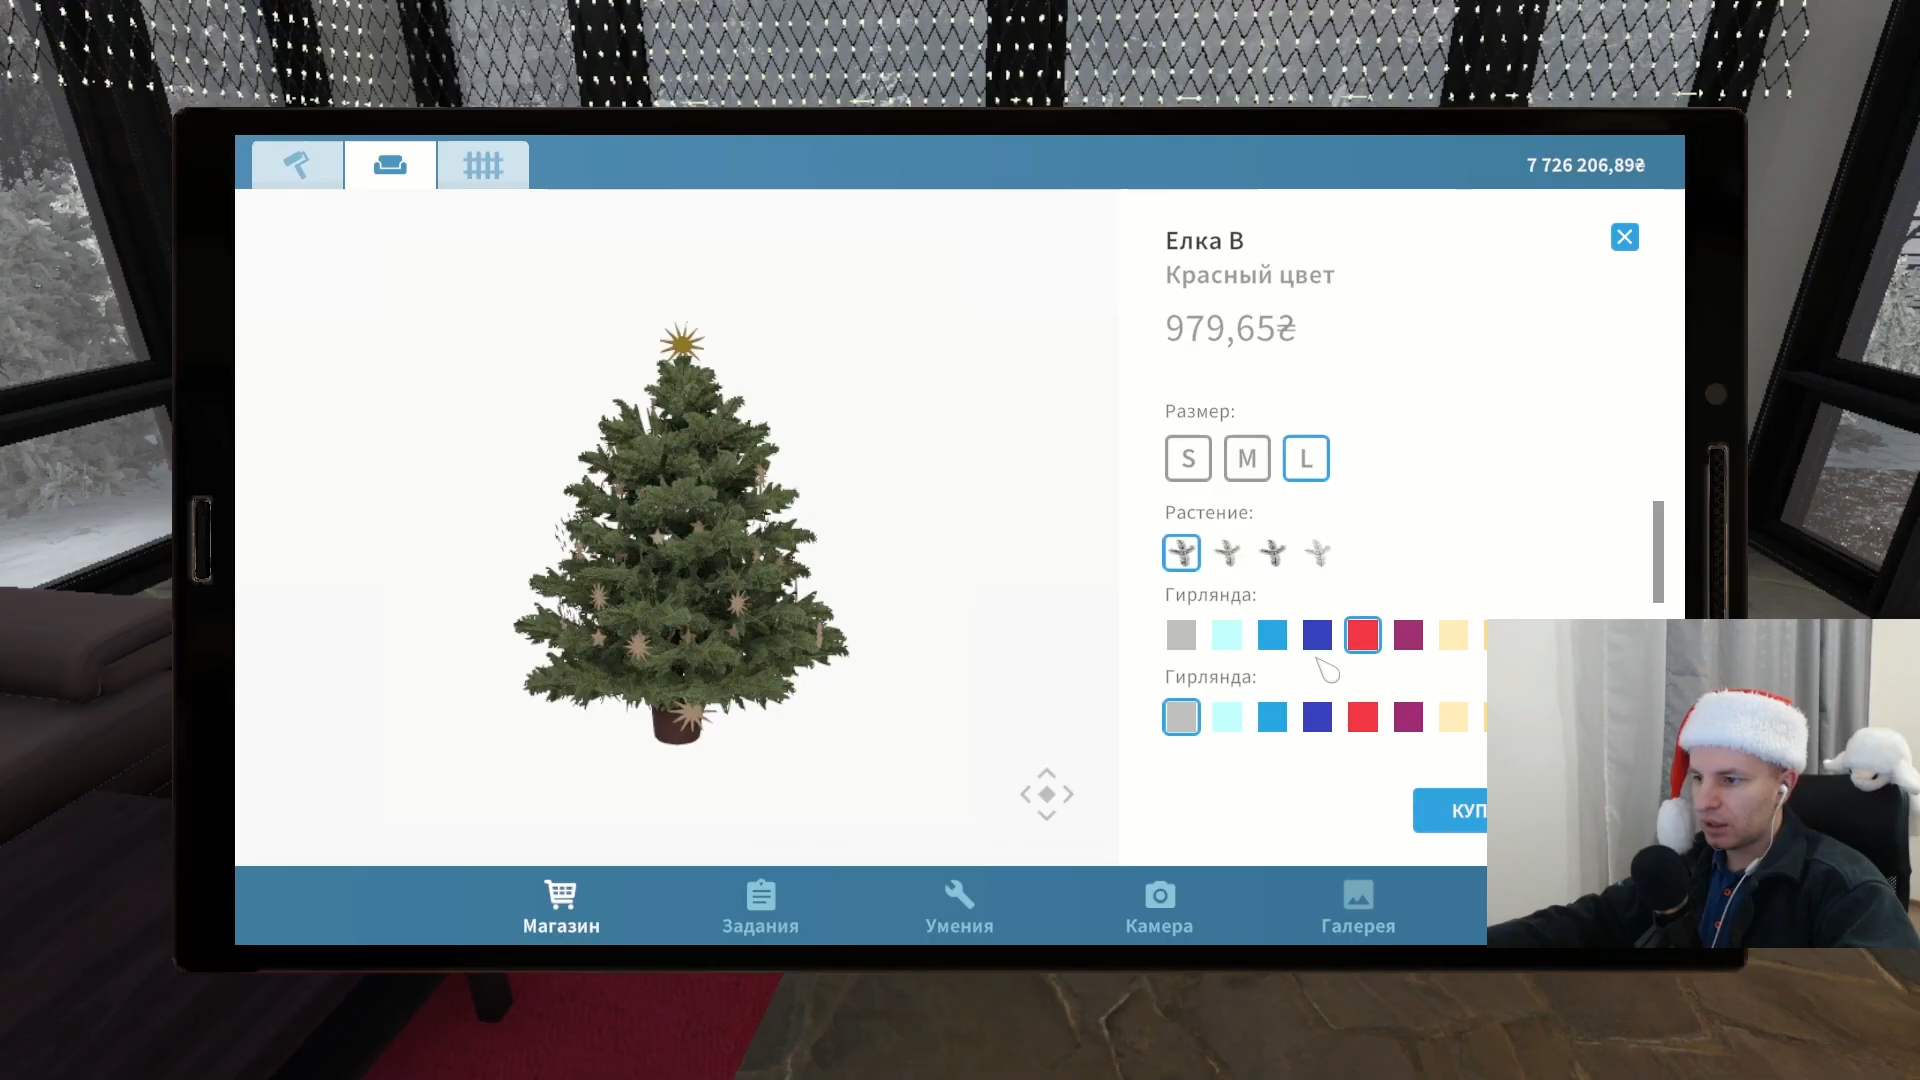 7 726 206,89₴
Елка В
Красный цвет
979,65₴
Размер:
S M L
Растение:
Гирлянда:
Гирлянда:
КУП
Магазин
Задания
Умения
Камера
Галерея